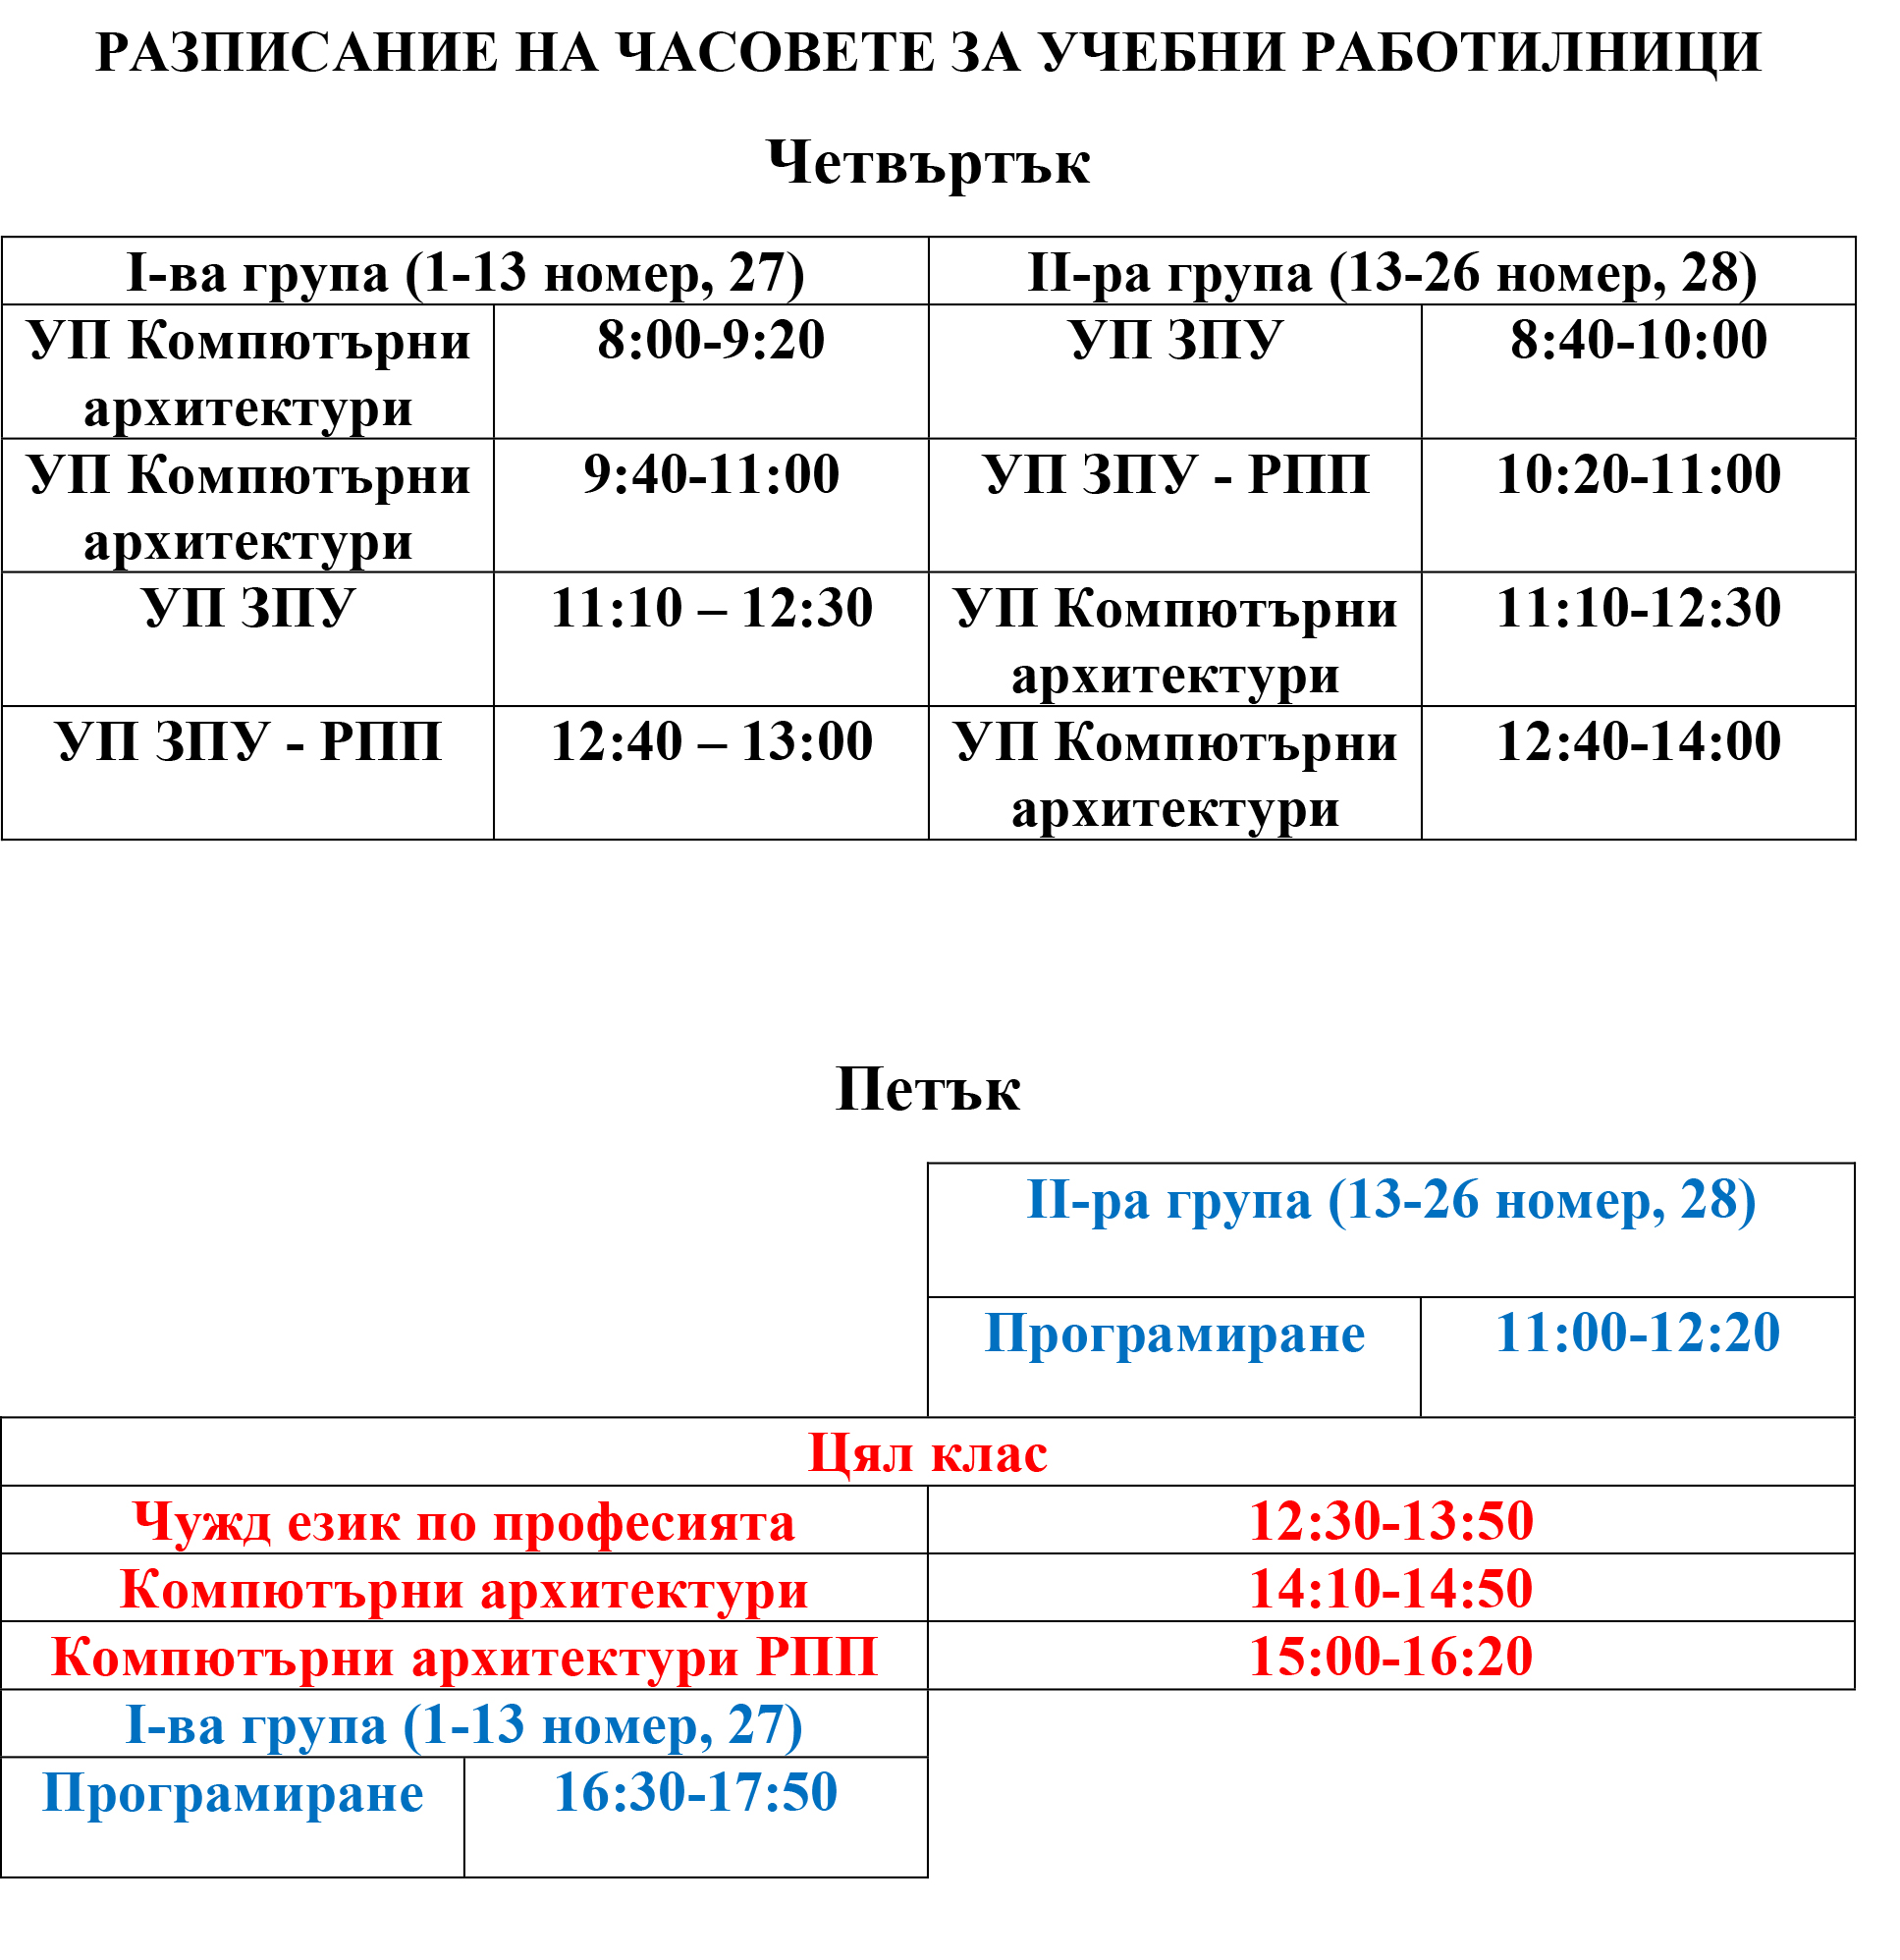 РАЗПИСАНИЕ НА ЧАСОВЕТЕ ЗА УЧЕБНИ РАБОТИЛНИЦИ
Четвъртък
I-ва група (1-13 номер, 27) II-ра група (13-26 номер, 28)
УП Компютърни 8:00-9:20 УП ЗПУ 8:40-10:00
архитектури
УП Компютърни 9:40-11:00 УП ЗПУ - РПП 10:20-11:00
архитектури
УП ЗПУ 11:10 – 12:30 УП Компютърни 11:10-12:30
архитектури
УП ЗПУ - РПП 12:40 – 13:00 УП Компютърни 12:40-14:00
архитектури
Петък
II-ра група (13-26 номер, 28)
Програмиране 11:00-12:20
Цял клас
Чужд език по професията 12:30-13:50
Компютърни архитектури 14:10-14:50
Компютърни архитектури РПП 15:00-16:20
I-ва група (1-13 номер, 27)
Програмиране 16:30-17:50